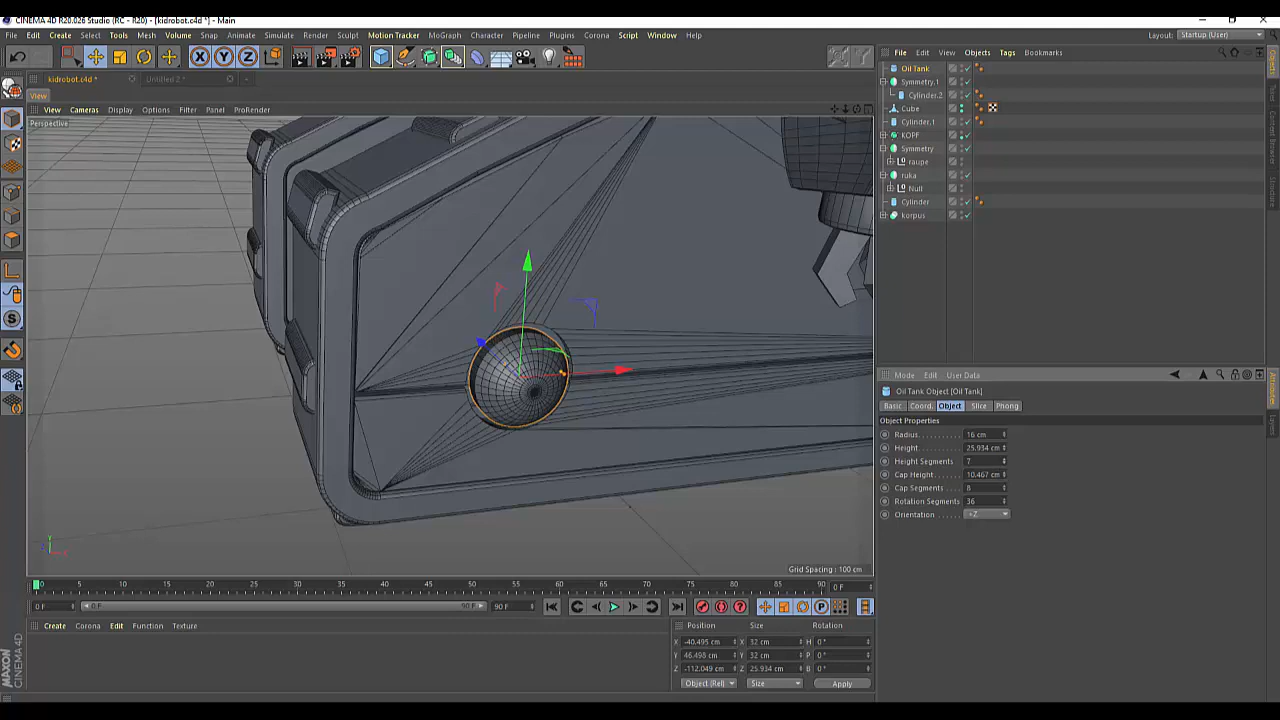 CINEMA 4D R20.026 Studio (RC - R20) - [kidrobot.c4d *] - Main
File Edit Create Select Tools Mesh Volume Snap Animate Simulate Render Sculpt Motion Tracker MoGraph Character Pipeline Plugins Corona Script Window Help Layout: Startup (User)
File Edit View Objects Tags Bookmarks
kidrobot.c4d * Untitled 2 *
View
View Cameras Display Options Filter Panel ProRender
Perspective
Oil Tank
Symmetry.1
Cylinder.2
Cube
Cylinder.1
KOPF
Symmetry
raupe
ruka
Null
Cylinder
korpus
Mode Edit User Data
Oil Tank Object [Oil Tank]
Basic Coord. Object Slice Phong
Object Properties
Radius 16 cm
Height 25.934 cm
Height Segments 7
Cap Height 10.467 cm
Cap Segments 8
Rotation Segments 36
Orientation +Z
Grid Spacing : 100 cm
0 5 10 15 20 25 30 35 40 45 50 55 60 65 70 75 80 85 90 0 F
0 F 0 F 90 F 90 F
Create Corona Edit Function Texture
Position Size Rotation
X -40.495 cm X 32 cm H 0 °
Y 46.498 cm Y 32 cm P 0 °
Z -112.049 cm Z 25.934 cm B 0 °
Object (Rel) Size Apply
MAXON
CINEMA 4D